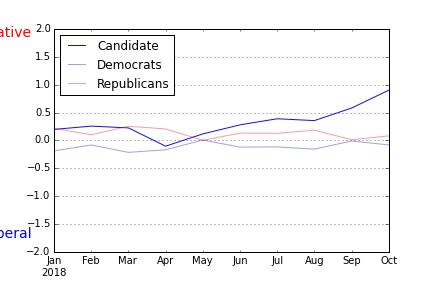 2.0
ative
1.5
1.0
0.5
0.0
−0.5
−1.0
−1.5
beral
−2.0
Candidate
Democrats
Republicans
Jan Feb Mar Apr May Jun Jul Aug Sep Oct
2018